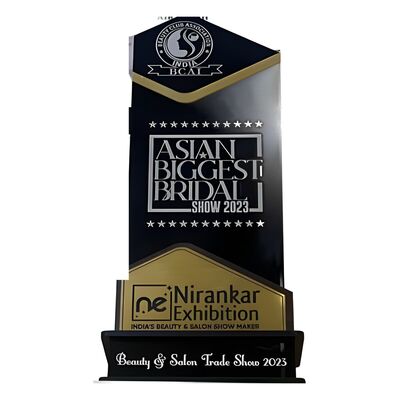 BEAUTY CLUB ASSOCIATION
INDIA
BCAI
ASIAN
BIGGEST
BRIDAL
SHOW 2023
ne
Nirankar
Exhibition
INDIA'S BEAUTY & SALON SHOW MAKER
Beauty & Salon Trade Show 2023